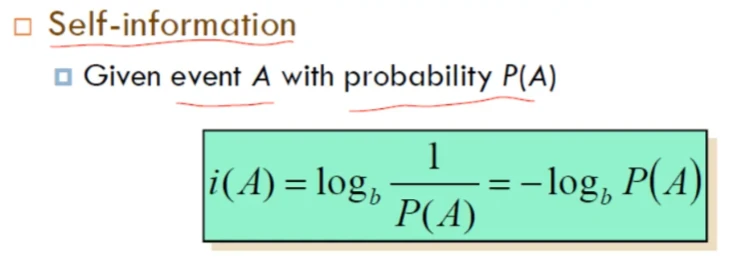 Self-information
Given event A with probability P(A)
i(A) = log_b 1/P(A) = −log_b P(A)